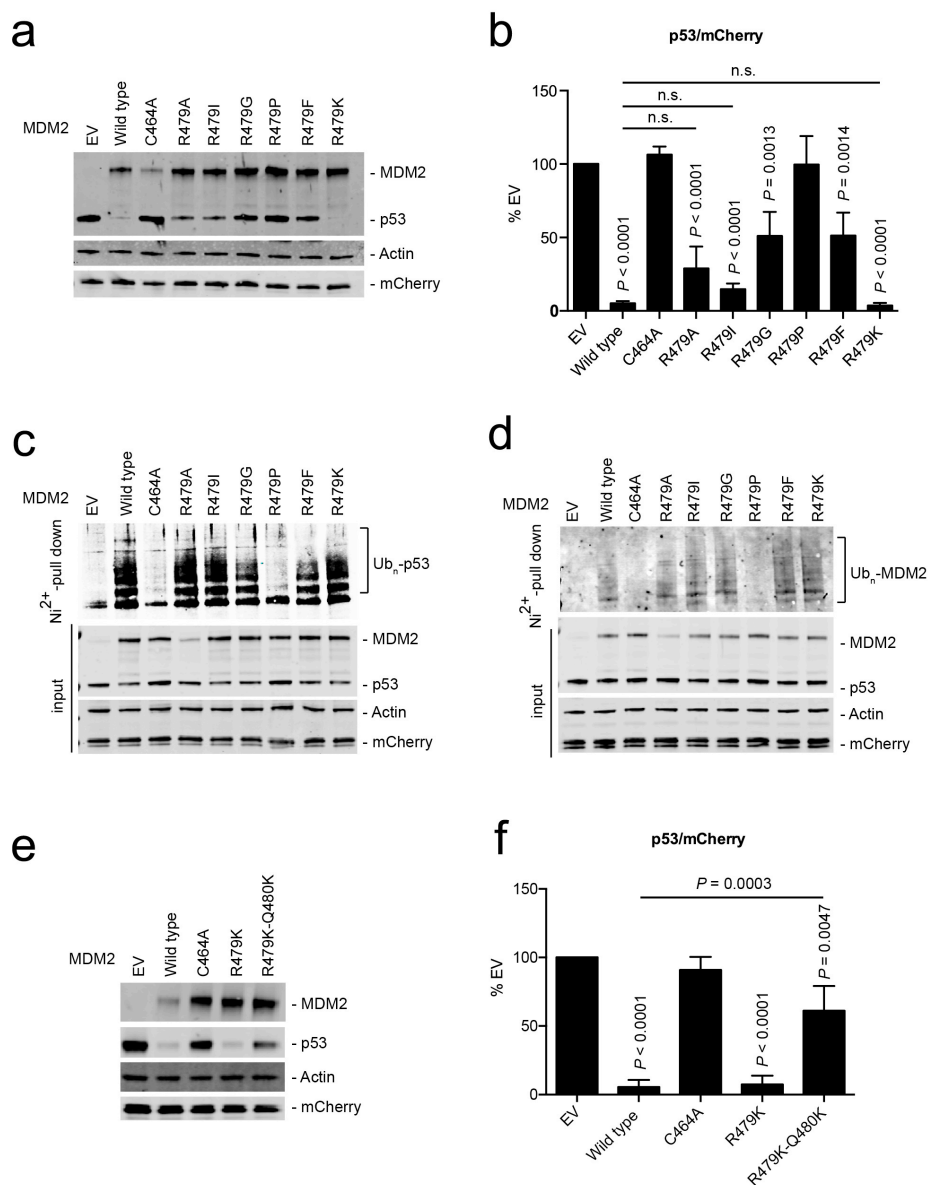 a
MDM2
EV
Wild type
C464A
R479A
R479I
R479G
R479P
R479F
R479K
- MDM2
- p53
- Actin
- mCherry
b
p53/mCherry
n.s.
n.s.
n.s.
% EV
150
100
50
0
P < 0.0001
P < 0.0001
P < 0.0001
P = 0.0013
P = 0.0014
P < 0.0001
EV
Wild type
C464A
R479A
R479I
R479G
R479P
R479F
R479K
c
MDM2
EV
Wild type
C464A
R479A
R479I
R479G
R479P
R479F
R479K
Ni2+-pull down
Ubn-p53
input
- MDM2
- p53
- Actin
- mCherry
d
MDM2
EV
Wild type
C464A
R479A
R479I
R479G
R479P
R479F
R479K
Ni2+-pull down
Ubn-MDM2
input
- MDM2
- p53
- Actin
- mCherry
e
MDM2
EV
Wild type
C464A
R479K
R479K-Q480K
- MDM2
- p53
- Actin
- mCherry
f
p53/mCherry
P = 0.0003
% EV
150
100
50
0
P < 0.0001
P < 0.0001
P = 0.0047
EV
Wild type
C464A
R479K
R479K-Q480K